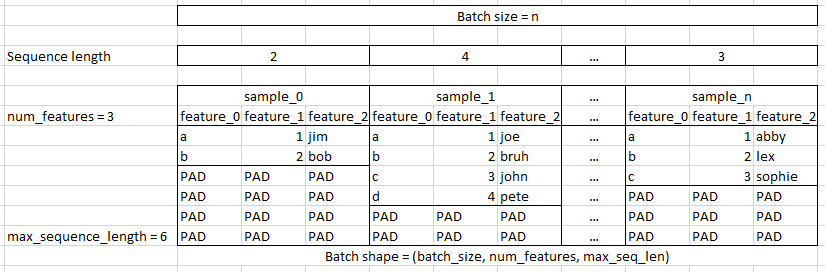 Batch size = n
Sequence length 2 4 ... 3
sample_0 sample_1 ... sample_n
num_features = 3 feature_0 feature_1 feature_2 feature_0 feature_1 feature_2 ... feature_0 feature_1 feature_2
a 1 jim a 1 joe ... a 1 abby
b 2 bob b 2 bruh ... b 2 lex
PAD PAD PAD c 3 john ... c 3 sophie
PAD PAD PAD d 4 pete ... PAD PAD PAD
PAD PAD PAD PAD PAD PAD ... PAD PAD PAD
max_sequence_length = 6 PAD PAD PAD PAD PAD PAD ... PAD PAD PAD
Batch shape = (batch_size, num_features, max_seq_len)